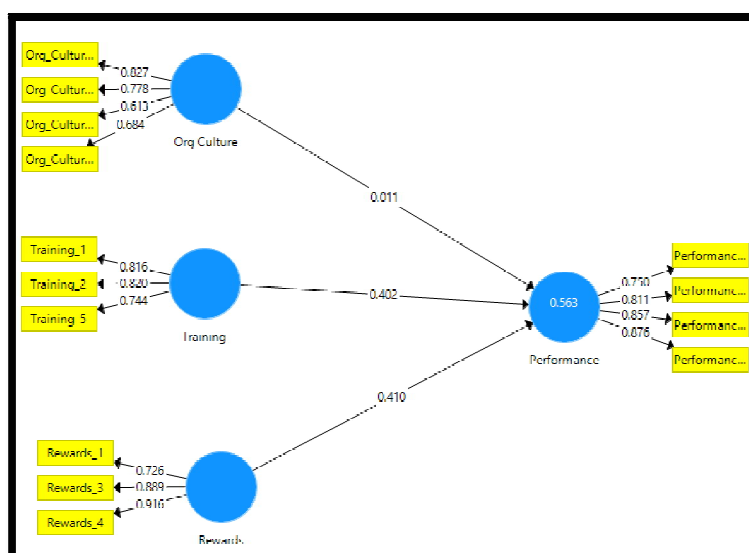 Org_Cultur...
0.827
Org_Cultur...
0.778
Org_Cultur...
0.613
Org_Cultur...
0.684
Org Culture
0.011
Training_1
0.816
Training_2
0.820
Training_5
0.744
Training
0.402
Rewards_1
0.726
Rewards_3
0.889
Rewards_4
0.916
Rewards
0.410
0.563
Performance
Performanc...
0.750
Performanc...
0.811
Performanc...
0.857
Performanc...
0.876